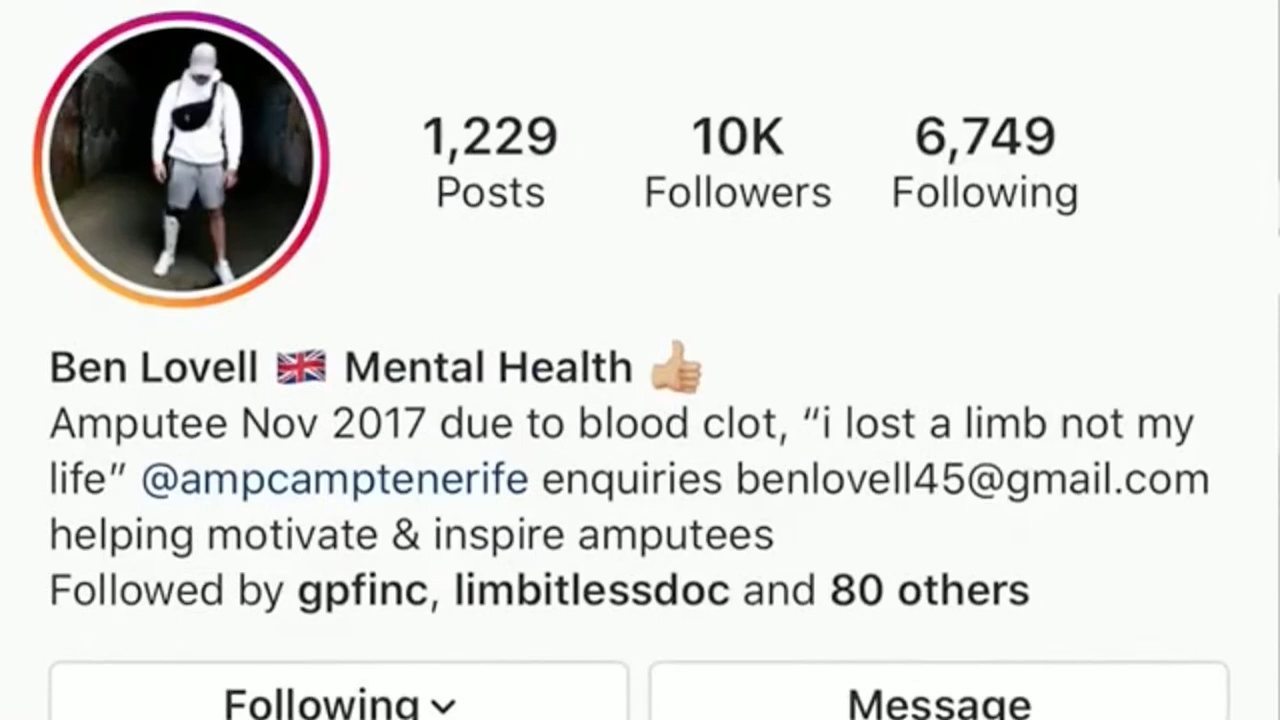 1,229 10K 6,749
Posts Followers Following
Ben Lovell 🇬🇧 Mental Health 👍🏼
Amputee Nov 2017 due to blood clot, “i lost a limb not my
life” @ampcamptenerife enquiries benlovell45@gmail.com
helping motivate & inspire amputees
Followed by gpfinc, limbitlessdoc and 80 others
Following Message